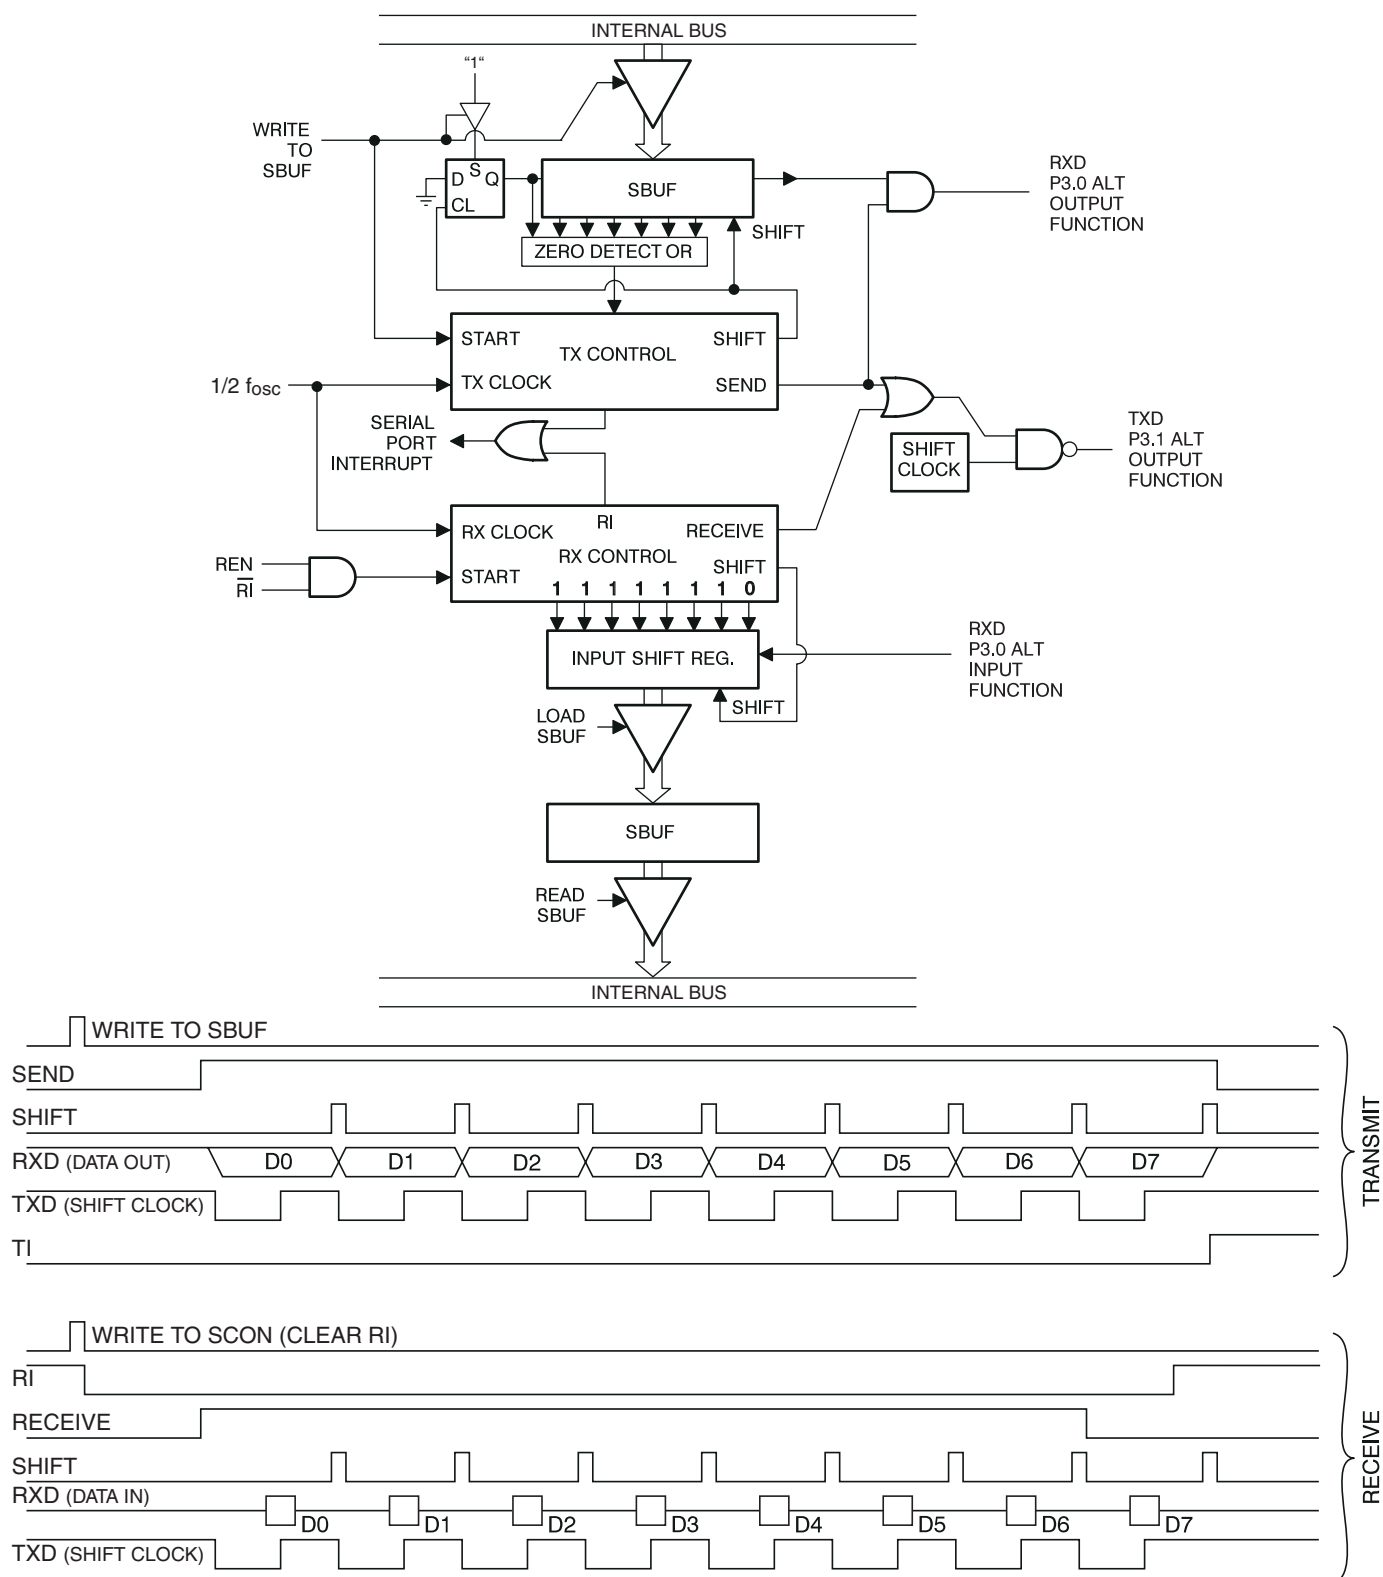 INTERNAL BUS
"1"
WRITE
TO
SBUF
D S Q
CL
SBUF
RXD
P3.0 ALT
OUTPUT
FUNCTION
SHIFT
ZERO DETECTOR
START
SHIFT
TX CONTROL
TX CLOCK
SEND
1/2 fosc
SERIAL
PORT
INTERRUPT
SHIFT
CLOCK
TXD
P3.1 ALT
OUTPUT
FUNCTION
RX CLOCK
RI
RECEIVE
RX CONTROL
SHIFT
START
REN
R̅I̅
1 1 1 1 1 1 1 0
INPUT SHIFT REG.
RXD
P3.0 ALT
INPUT
FUNCTION
SHIFT
LOAD
SBUF
SBUF
READ
SBUF
INTERNAL BUS
WRITE TO SBUF
SEND
SHIFT
RXD (DATA OUT) D0 D1 D2 D3 D4 D5 D6 D7
TXD (SHIFT CLOCK)
TI
TRANSMIT
WRITE TO SCON (CLEAR RI)
RI
RECEIVE
SHIFT
RXD (DATA IN) D0 D1 D2 D3 D4 D5 D6 D7
TXD (SHIFT CLOCK)
RECEIVE